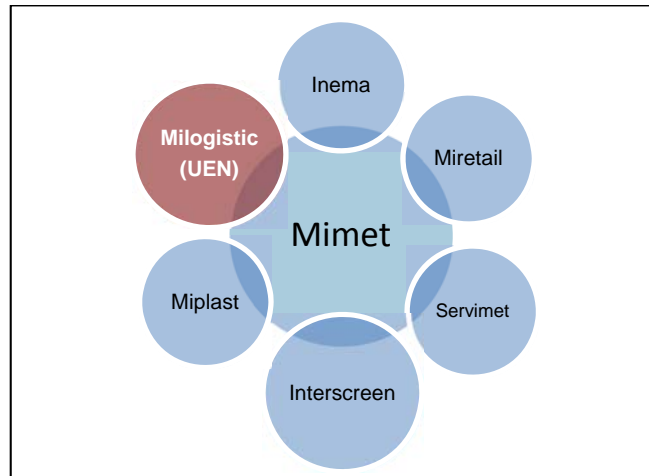 Inema
Milogistic
(UEN)
Miretail
Mimet
Miplast
Servimet
Interscreen